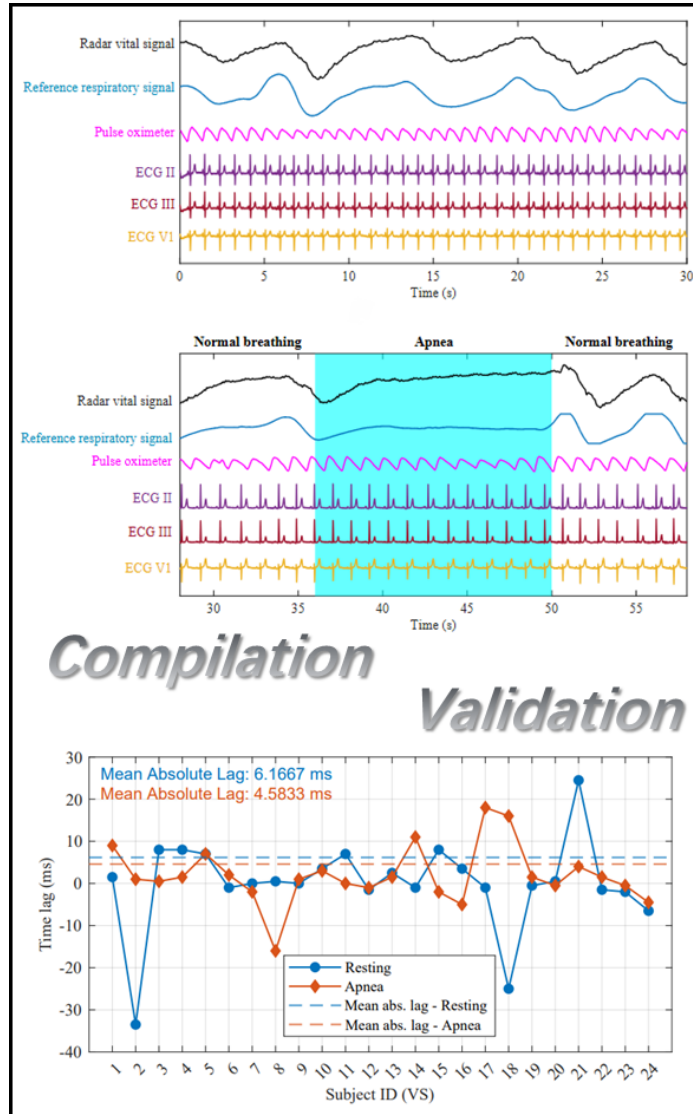 Radar vital signal
Reference respiratory signal
Pulse oximeter
ECG II
ECG III
ECG V1
0 5 10 15 20 25 30
Time (s)
Normal breathing Apnea Normal breathing
Radar vital signal
Reference respiratory signal
Pulse oximeter
ECG II
ECG III
ECG V1
30 35 40 45 50 55
Time (s)
Compilation
Validation
Mean Absolute Lag: 6.1667 ms
Mean Absolute Lag: 4.5833 ms
Time lag (ms)
30
20
10
0
-10
-20
-30
-40
Resting
Apnea
Mean abs. lag - Resting
Mean abs. lag - Apnea
1 2 3 4 5 6 7 8 9 10 11 12 13 14 15 16 17 18 19 20 21 22 23 24
Subject ID (VS)